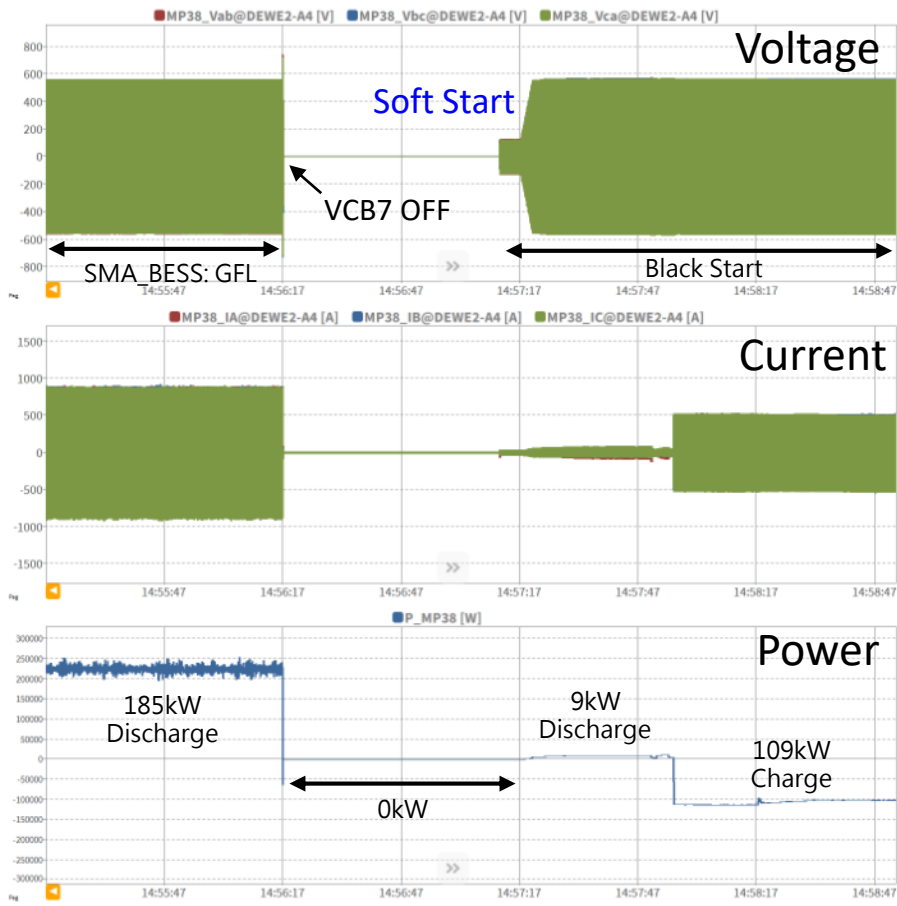 MP38_Vab@DEWE2-A4 [V] MP38_Vbc@DEWE2-A4 [V] MP38_Vca@DEWE2-A4 [V]
Voltage
800
600
400
200
0
-200
-400
-600
-800
Soft Start
VCB7 OFF
SMA_BESS: GFL
Black Start
»
14:55:47 14:56:17 14:56:47 14:57:17 14:57:47 14:58:17 14:58:47
MP38_IA@DEWE2-A4 [A] MP38_IB@DEWE2-A4 [A] MP38_IC@DEWE2-A4 [A]
Current
1500
1000
500
0
-500
-1000
-1500
»
14:55:47 14:56:17 14:56:47 14:57:17 14:57:47 14:58:17 14:58:47
P_MP38 [W]
Power
300000
250000
200000
150000
100000
50000
0
-50000
-100000
-150000
-200000
-250000
-300000
185kW
Discharge
9kW
Discharge
109kW
Charge
0kW
»
14:55:47 14:56:17 14:56:47 14:57:17 14:57:47 14:58:17 14:58:47